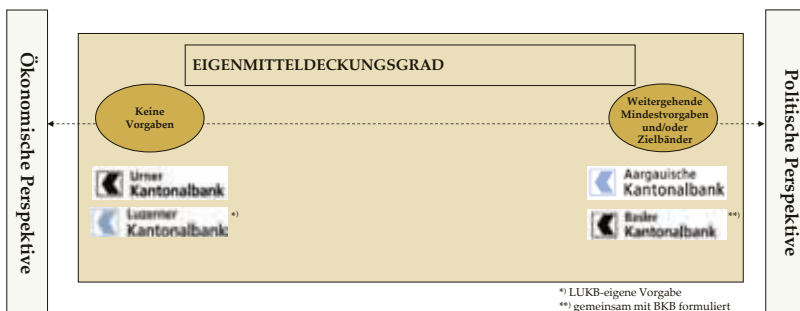 Ökonomische Perspektive
EIGENMITTELDECKUNGSGRAD
Keine
Vorgaben
Weitergehende
Mindestvorgaben
und/oder
Zielbänder
Urner
Kantonalbank
Luzerner
Kantonalbank *)
Aargauische
Kantonalbank
Basler
Kantonalbank **)
Politische Perspektive
*) LUKB-eigene Vorgabe
**) gemeinsam mit BKB formuliert